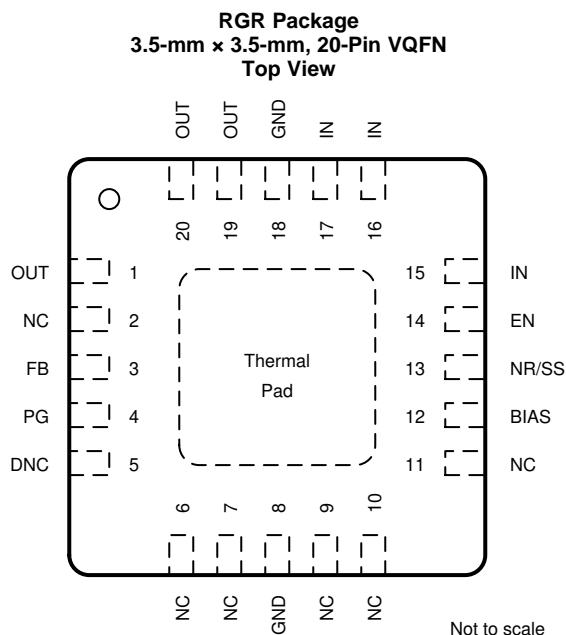 RGR Package
3.5-mm × 3.5-mm, 20-Pin VQFN
Top View
OUT OUT GND IN IN
20 19 18 17 16
OUT 1 15 IN
NC 2 14 EN
FB 3 13 NR/SS
PG 4 12 BIAS
DNC 5 11 NC
Thermal
Pad
6 7 8 9 10
NC NC GND NC NC
Not to scale